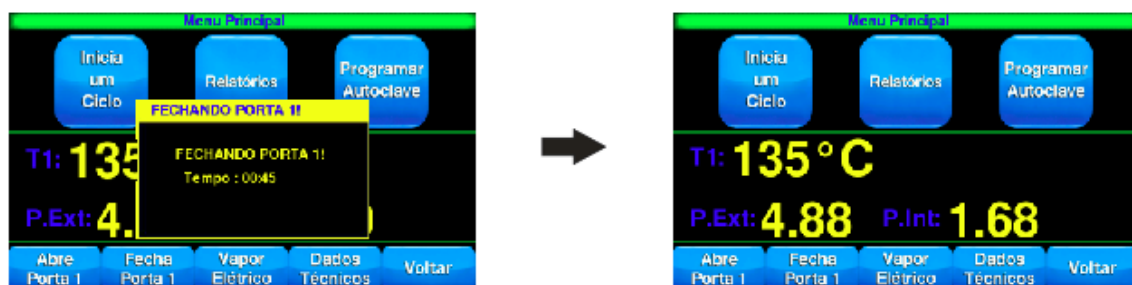 Menu Principal
Inicia
um
Ciclo
Relatórios
Programar
Autoclave
FECHANDO PORTA 1!
FECHANDO PORTA 1!
Tempo : 00:45
T1: 135
P.Ext: 4.
Abre
Porta 1
Fecha
Porta 1
Vapor
Elétrico
Dados
Técnicos
Voltar
Menu Principal
Inicia
um
Ciclo
Relatórios
Programar
Autoclave
T1: 135°C
P.Ext: 4.88 P.Int: 1.68
Abre
Porta 1
Fecha
Porta 1
Vapor
Elétrico
Dados
Técnicos
Voltar